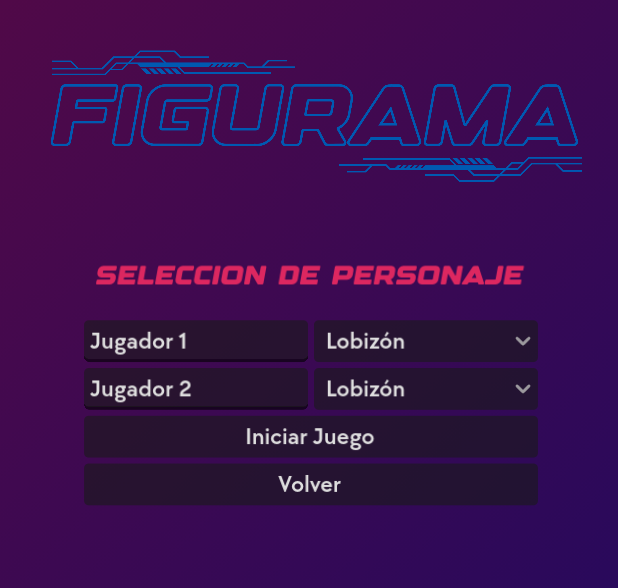 FIGURAMA
SELECCION DE PERSONAJE
Jugador 1 Lobizón
Jugador 2 Lobizón
Iniciar Juego
Volver